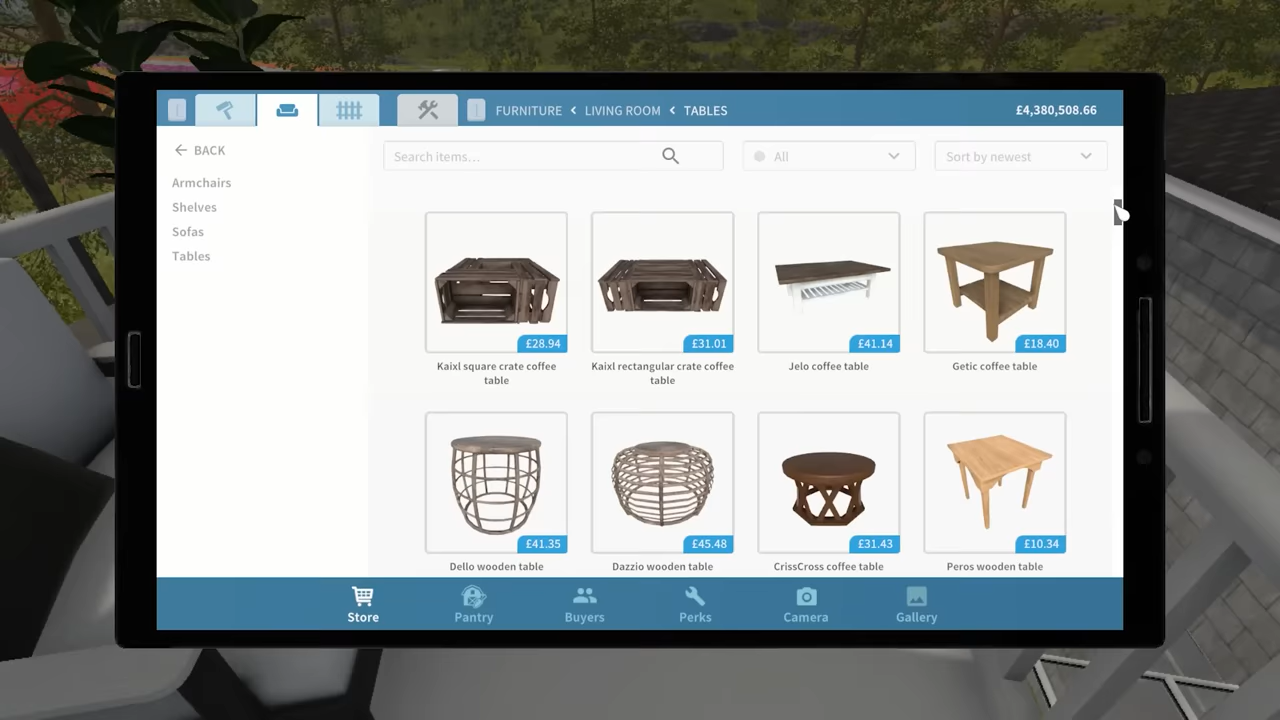 FURNITURE < LIVING ROOM < TABLES
£4,380,508.66
BACK
Armchairs
Shelves
Sofas
Tables
Search items...
All
Sort by newest
£28.94
£31.01
£41.14
£18.40
Kaixl square crate coffee
table
Kaixl rectangular crate coffee
table
Jelo coffee table
Getic coffee table
£41.35
£45.48
£31.43
£10.34
Dello wooden table
Dazzio wooden table
CrissCross coffee table
Peros wooden table
Store
Pantry
Buyers
Perks
Camera
Gallery